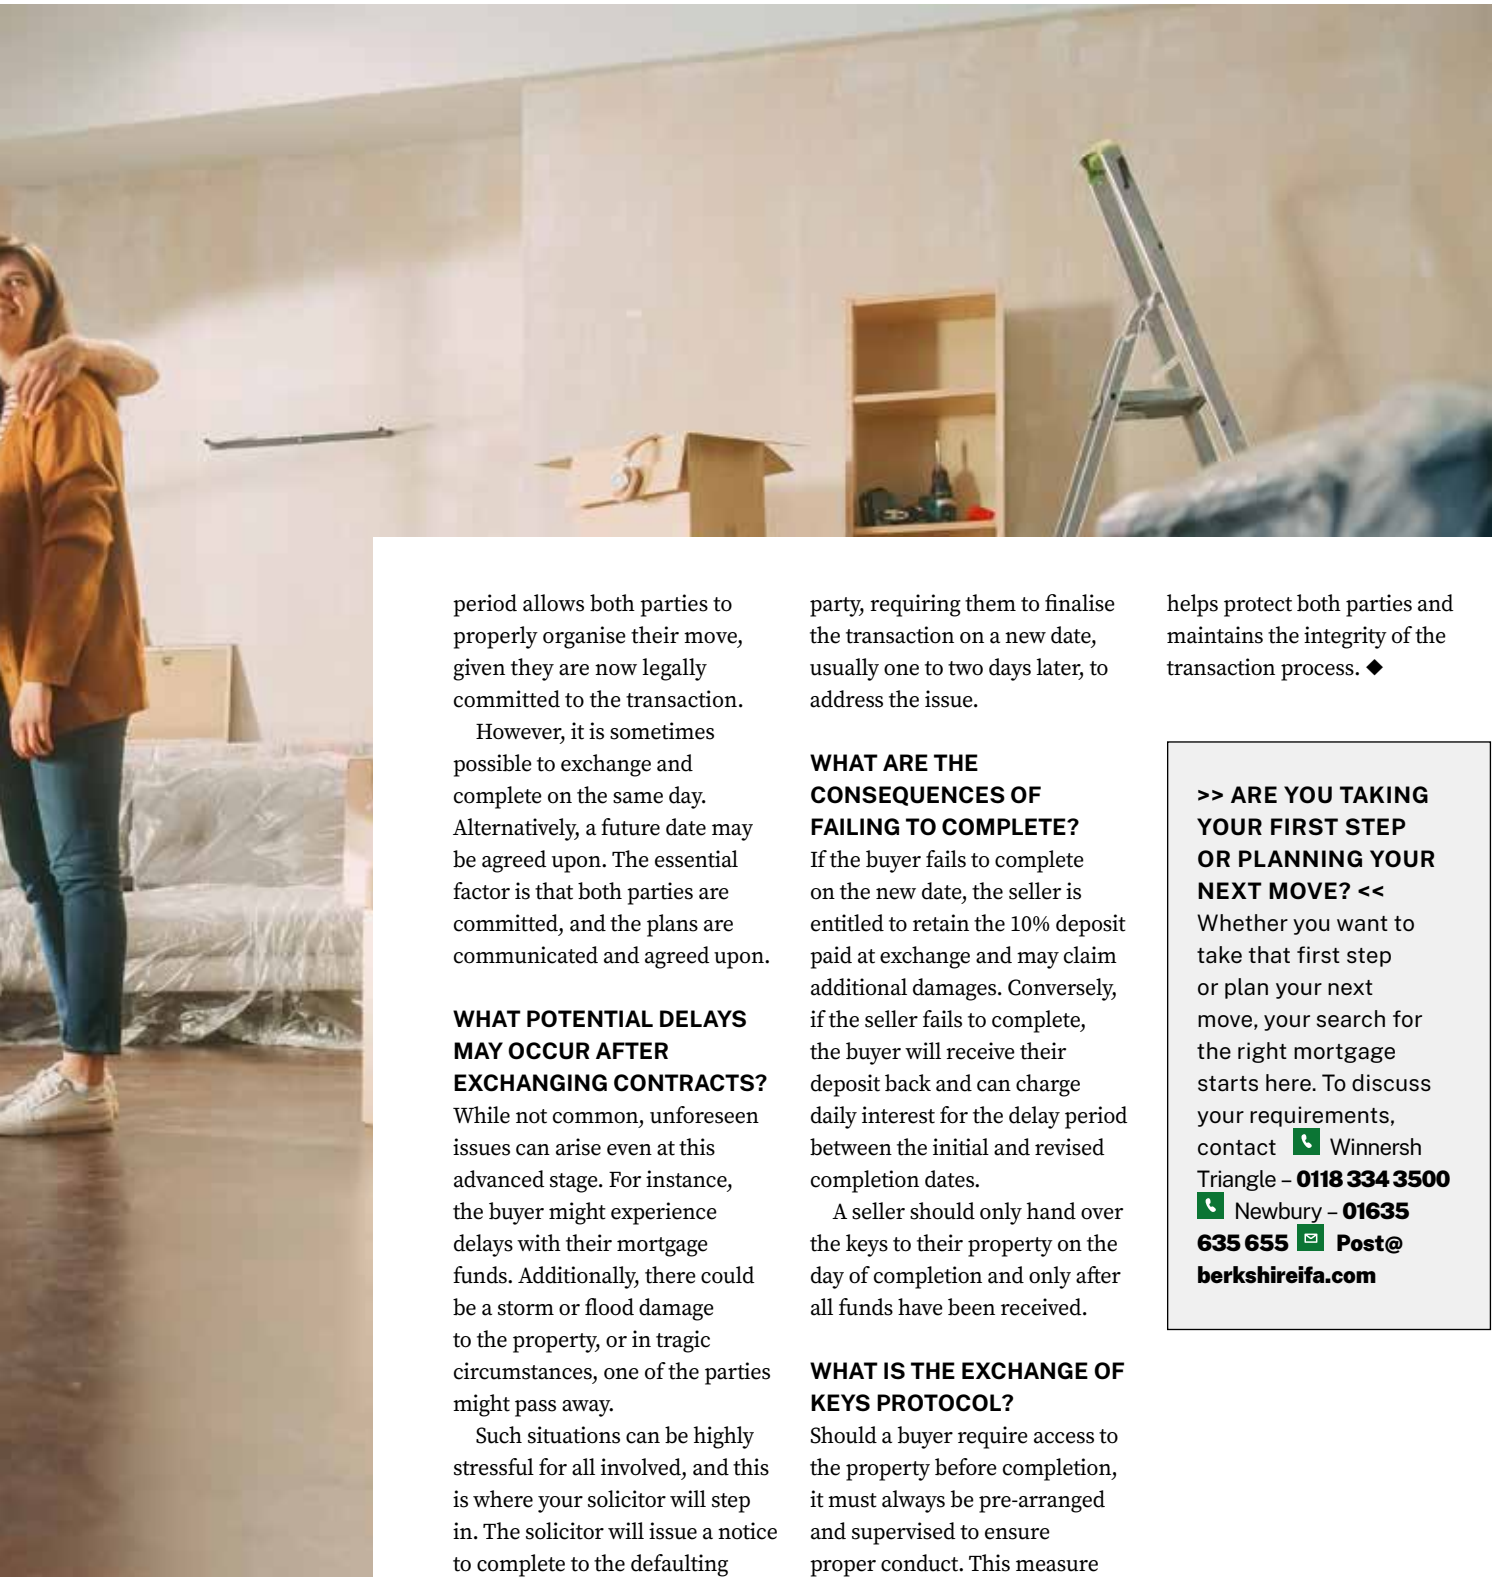 period allows both parties to
properly organise their move,
given they are now legally
committed to the transaction.
However, it is sometimes
possible to exchange and
complete on the same day.
Alternatively, a future date may
be agreed upon. The essential
factor is that both parties are
committed, and the plans are
communicated and agreed upon.
WHAT POTENTIAL DELAYS
MAY OCCUR AFTER
EXCHANGING CONTRACTS?
While not common, unforeseen
issues can arise even at this
advanced stage. For instance,
the buyer might experience
delays with their mortgage
funds. Additionally, there could
be a storm or flood damage
to the property, or in tragic
circumstances, one of the parties
might pass away.
Such situations can be highly
stressful for all involved, and this
is where your solicitor will step
in. The solicitor will issue a notice
to complete to the defaulting
party, requiring them to finalise
the transaction on a new date,
usually one to two days later, to
address the issue.
WHAT ARE THE
CONSEQUENCES OF
FAILING TO COMPLETE?
If the buyer fails to complete
on the new date, the seller is
entitled to retain the 10% deposit
paid at exchange and may claim
additional damages. Conversely,
if the seller fails to complete,
the buyer will receive their
deposit back and can charge
daily interest for the delay period
between the initial and revised
completion dates.
A seller should only hand over
the keys to their property on the
day of completion and only after
all funds have been received.
WHAT IS THE EXCHANGE OF
KEYS PROTOCOL?
Should a buyer require access to
the property before completion,
it must always be pre-arranged
and supervised to ensure
proper conduct. This measure
helps protect both parties and
maintains the integrity of the
transaction process. ◆
>> ARE YOU TAKING
YOUR FIRST STEP
OR PLANNING YOUR
NEXT MOVE? <<
Whether you want to
take that first step
or plan your next
move, your search for
the right mortgage
starts here. To discuss
your requirements,
contact Winnersh
Triangle – 0118 334 3500
Newbury – 01635
635 655 Post@
berkshireifa.com